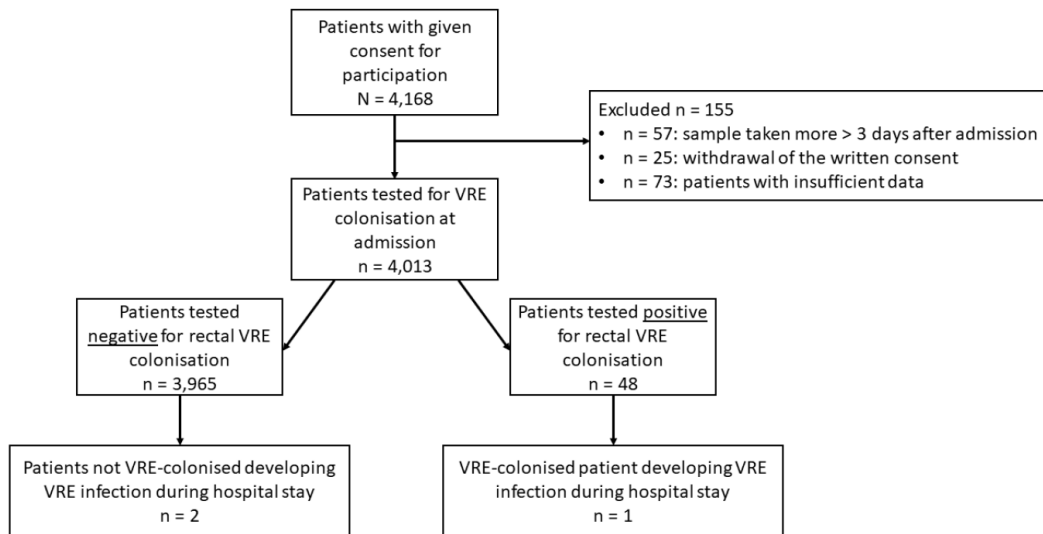 Patients with given
consent for
participation
N = 4,168
Excluded n = 155
• n = 57: sample taken more > 3 days after admission
• n = 25: withdrawal of the written consent
• n = 73: patients with insufficient data
Patients tested for VRE
colonisation at
admission
n = 4,013
Patients tested
negative for rectal VRE
colonisation
n = 3,965
Patients tested positive
for rectal VRE
colonisation
n = 48
Patients not VRE-colonised developing
VRE infection during hospital stay
n = 2
VRE-colonised patient developing VRE
infection during hospital stay
n = 1